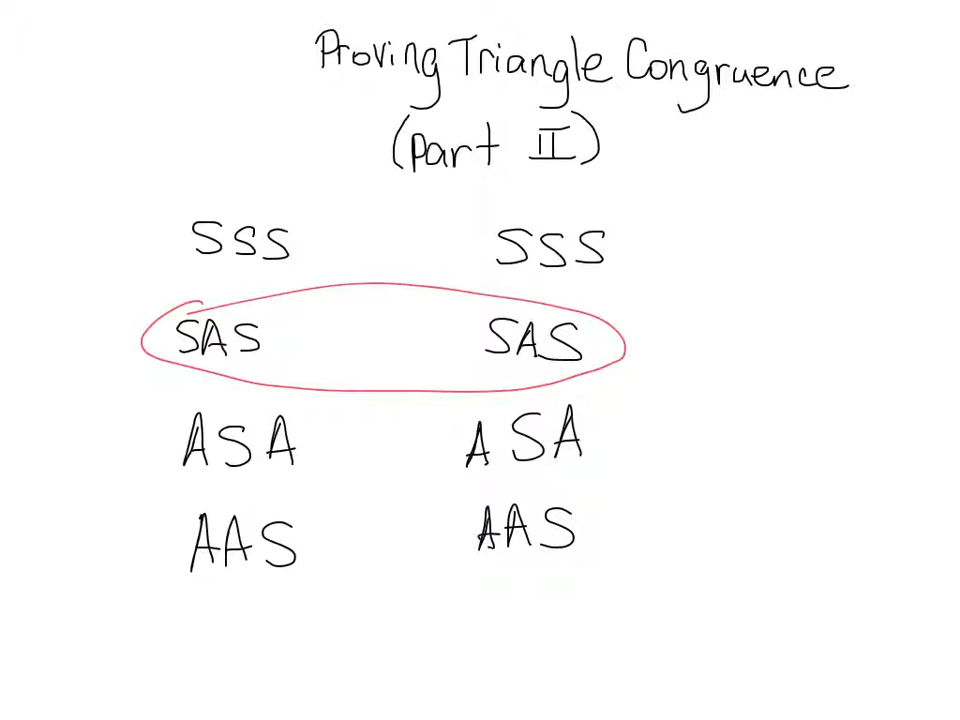 Proving Triangle Congruence
(Part II)
SSS SSS
SAS SAS
ASA ASA
AAS AAS